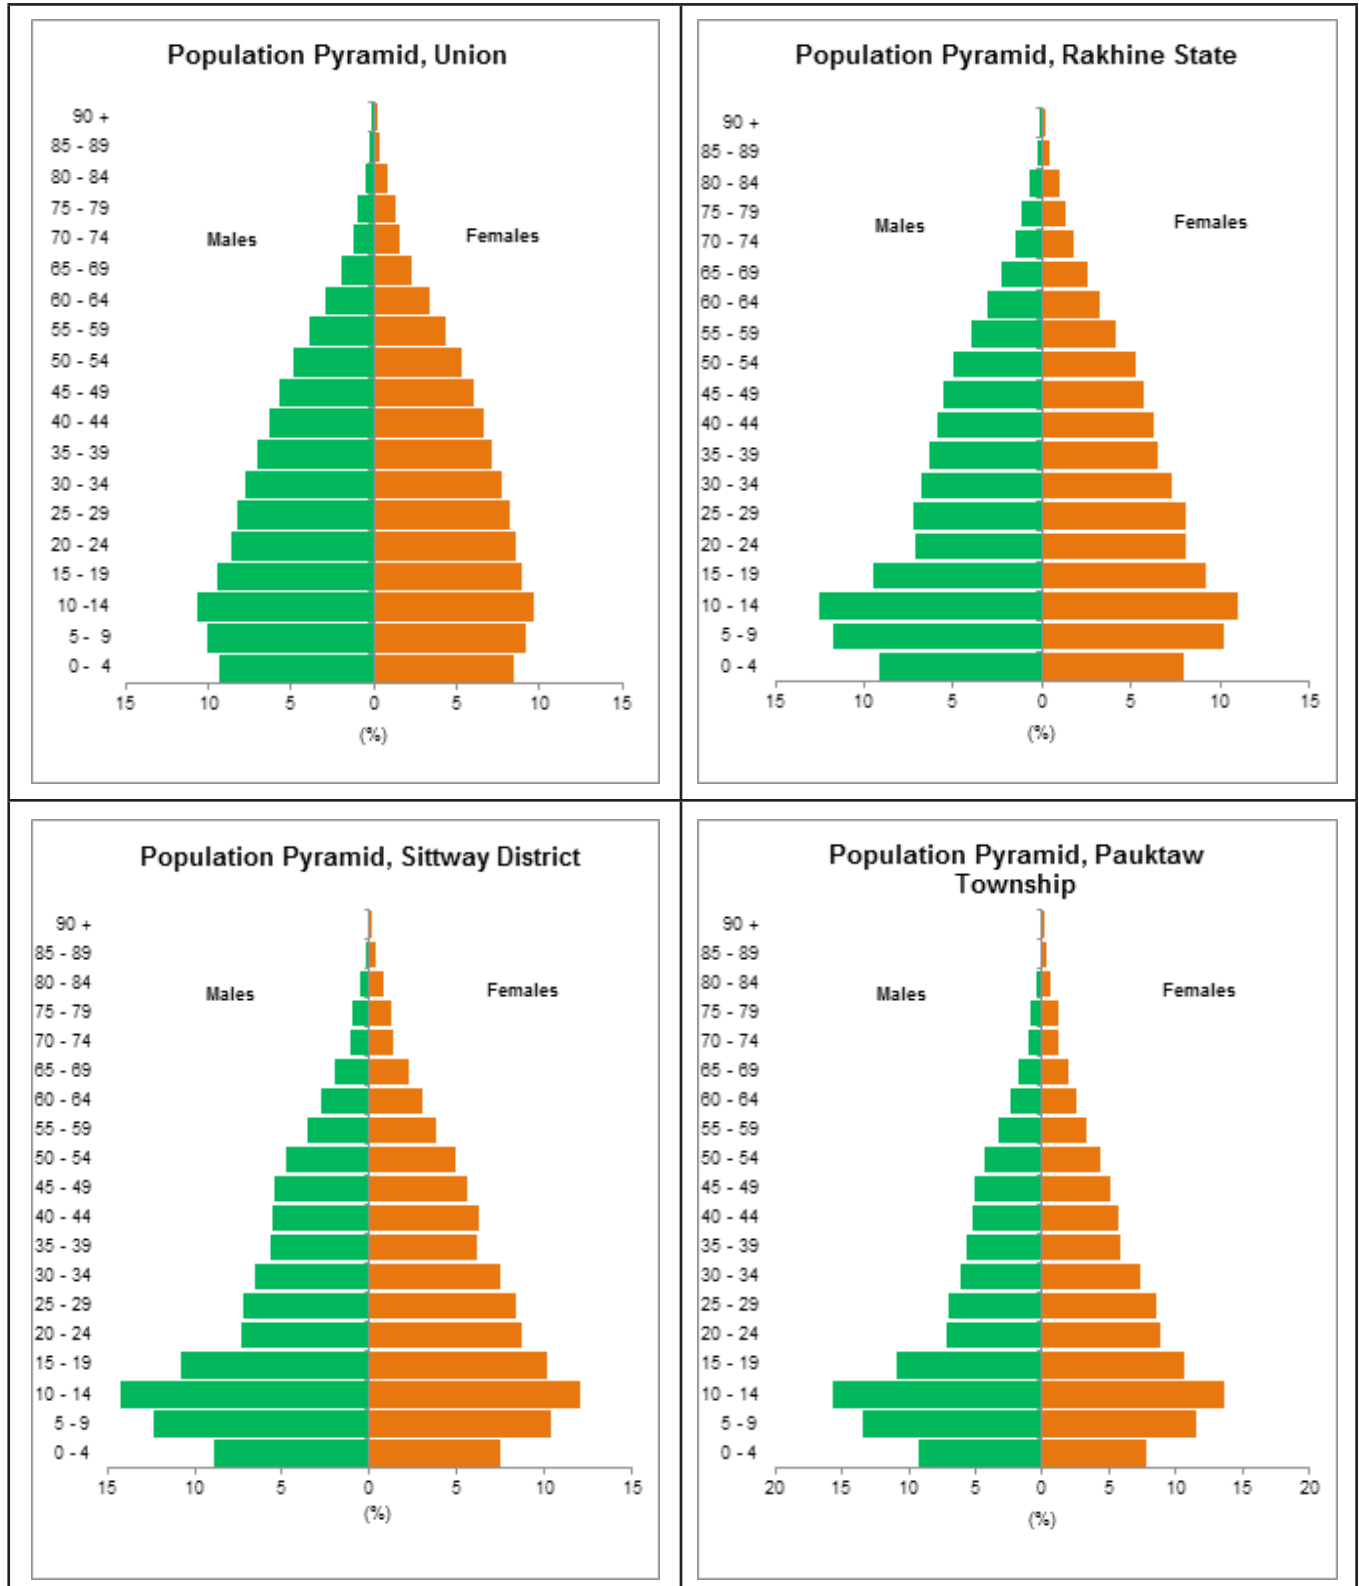 Population Pyramid, Union
90 +
85 - 89
80 - 84
75 - 79
70 - 74
65 - 69
60 - 64
55 - 59
50 - 54
45 - 49
40 - 44
35 - 39
30 - 34
25 - 29
20 - 24
15 - 19
10 -14
5 - 9
0 - 4
Males
Females
15 10 5 0 5 10 15
(%)
Population Pyramid, Rakhine State
90 +
85 - 89
80 - 84
75 - 79
70 - 74
65 - 69
60 - 64
55 - 59
50 - 54
45 - 49
40 - 44
35 - 39
30 - 34
25 - 29
20 - 24
15 - 19
10 - 14
5 - 9
0 - 4
Males
Females
15 10 5 0 5 10 15
(%)
Population Pyramid, Sittway District
90 +
85 - 89
80 - 84
75 - 79
70 - 74
65 - 69
60 - 64
55 - 59
50 - 54
45 - 49
40 - 44
35 - 39
30 - 34
25 - 29
20 - 24
15 - 19
10 - 14
5 - 9
0 - 4
Males
Females
15 10 5 0 5 10 15
(%)
Population Pyramid, Pauktaw
Township
90 +
85 - 89
80 - 84
75 - 79
70 - 74
65 - 69
60 - 64
55 - 59
50 - 54
45 - 49
40 - 44
35 - 39
30 - 34
25 - 29
20 - 24
15 - 19
10 - 14
5 - 9
0 - 4
Males
Females
20 15 10 5 0 5 10 15 20
(%)